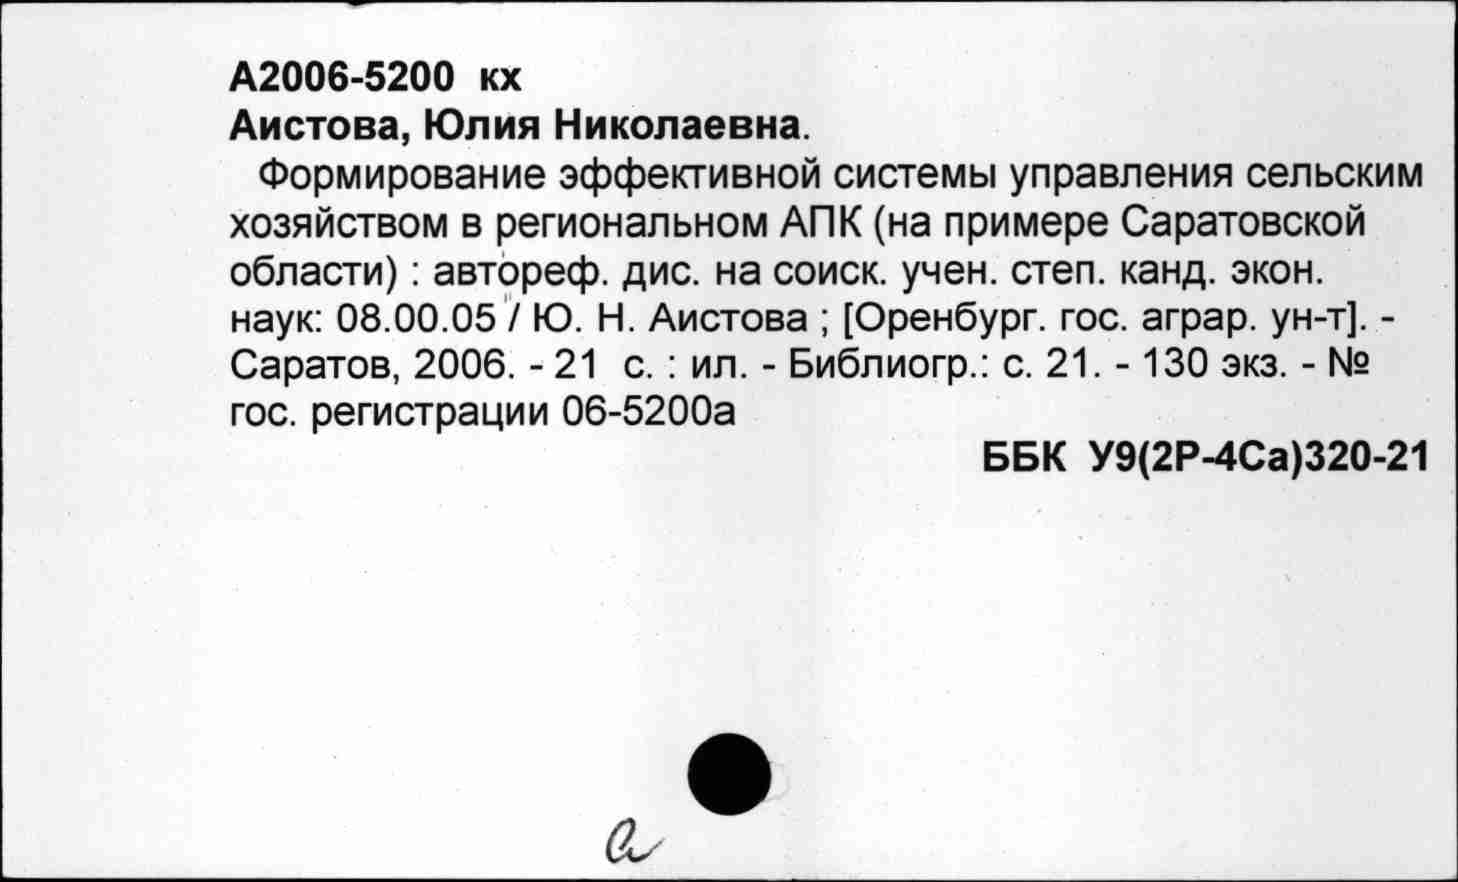 А2006-5200 кх
Аистова, Юлия Николаевна.
Формирование эффективной системы управления сельским
хозяйством в региональном АПК (на примере Саратовской
области) : автореф. дис. на соиск. учен. степ. канд. экон.
наук: 08.00.05 / Ю. Н. Аистова ; [Оренбург. гос. аграр. ун-т]. -
Саратов, 2006. - 21 с. : ил. - Библиогр.: с. 21. - 130 экз. - №
гос. регистрации 06-5200а
ББК У9(2Р-4Са)320-21
а